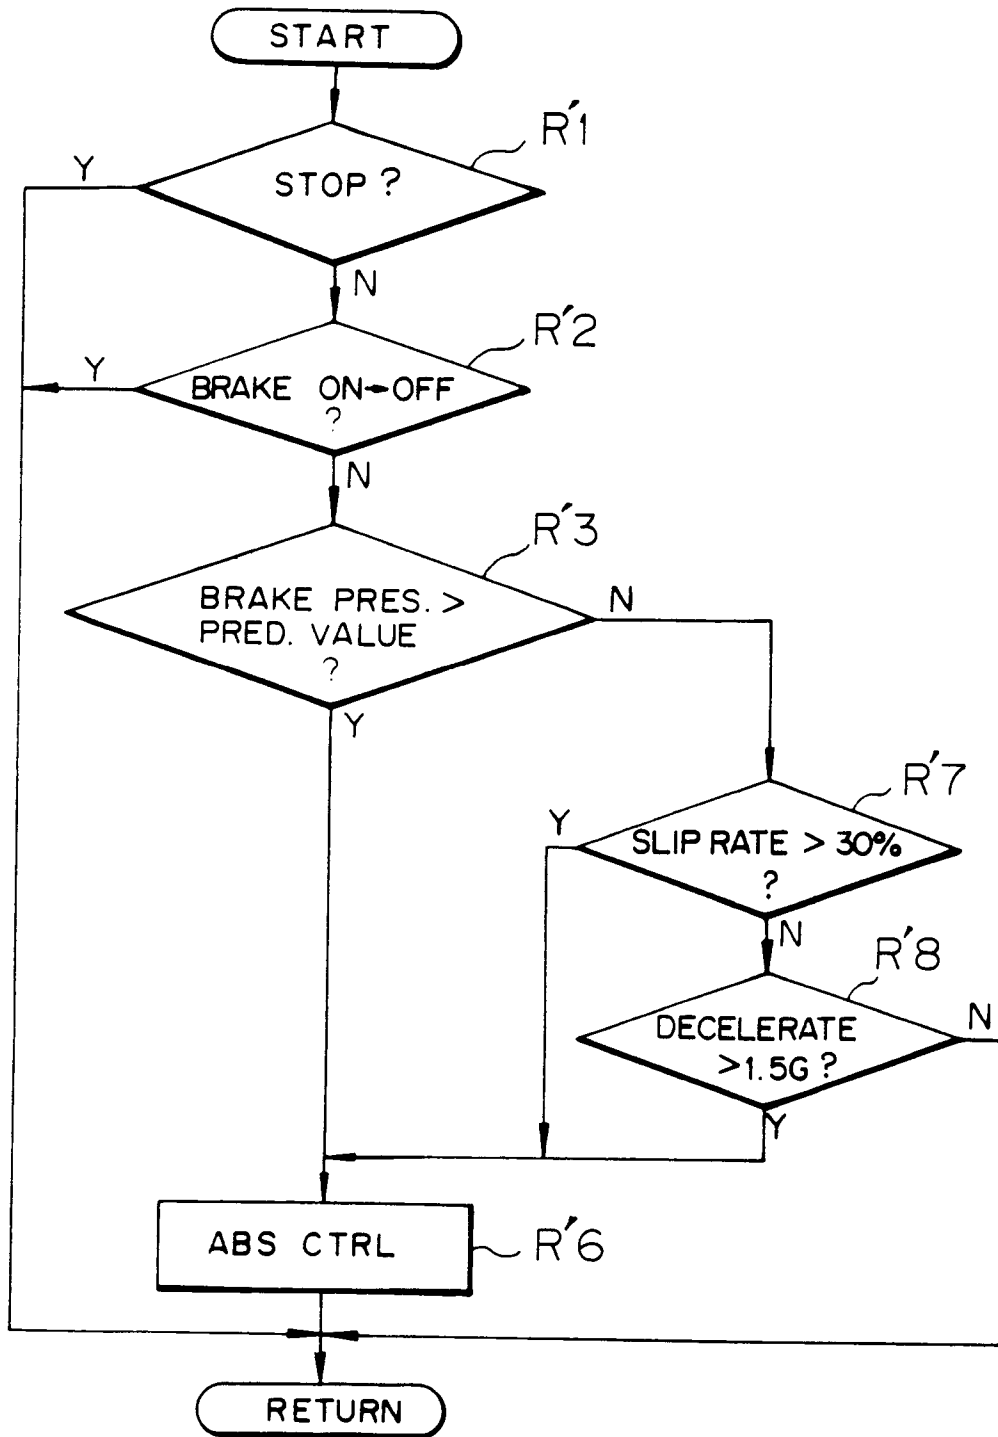 START
R'1
Y
STOP ?
N
R'2
Y
BRAKE ON→OFF
?
N
R'3
BRAKE PRES. >
PRED. VALUE
?
N
Y
R'7
Y
SLIP RATE > 30%
?
N
R'8
DECELERATE
>1.5G ?
N
Y
ABS CTRL
R'6
RETURN